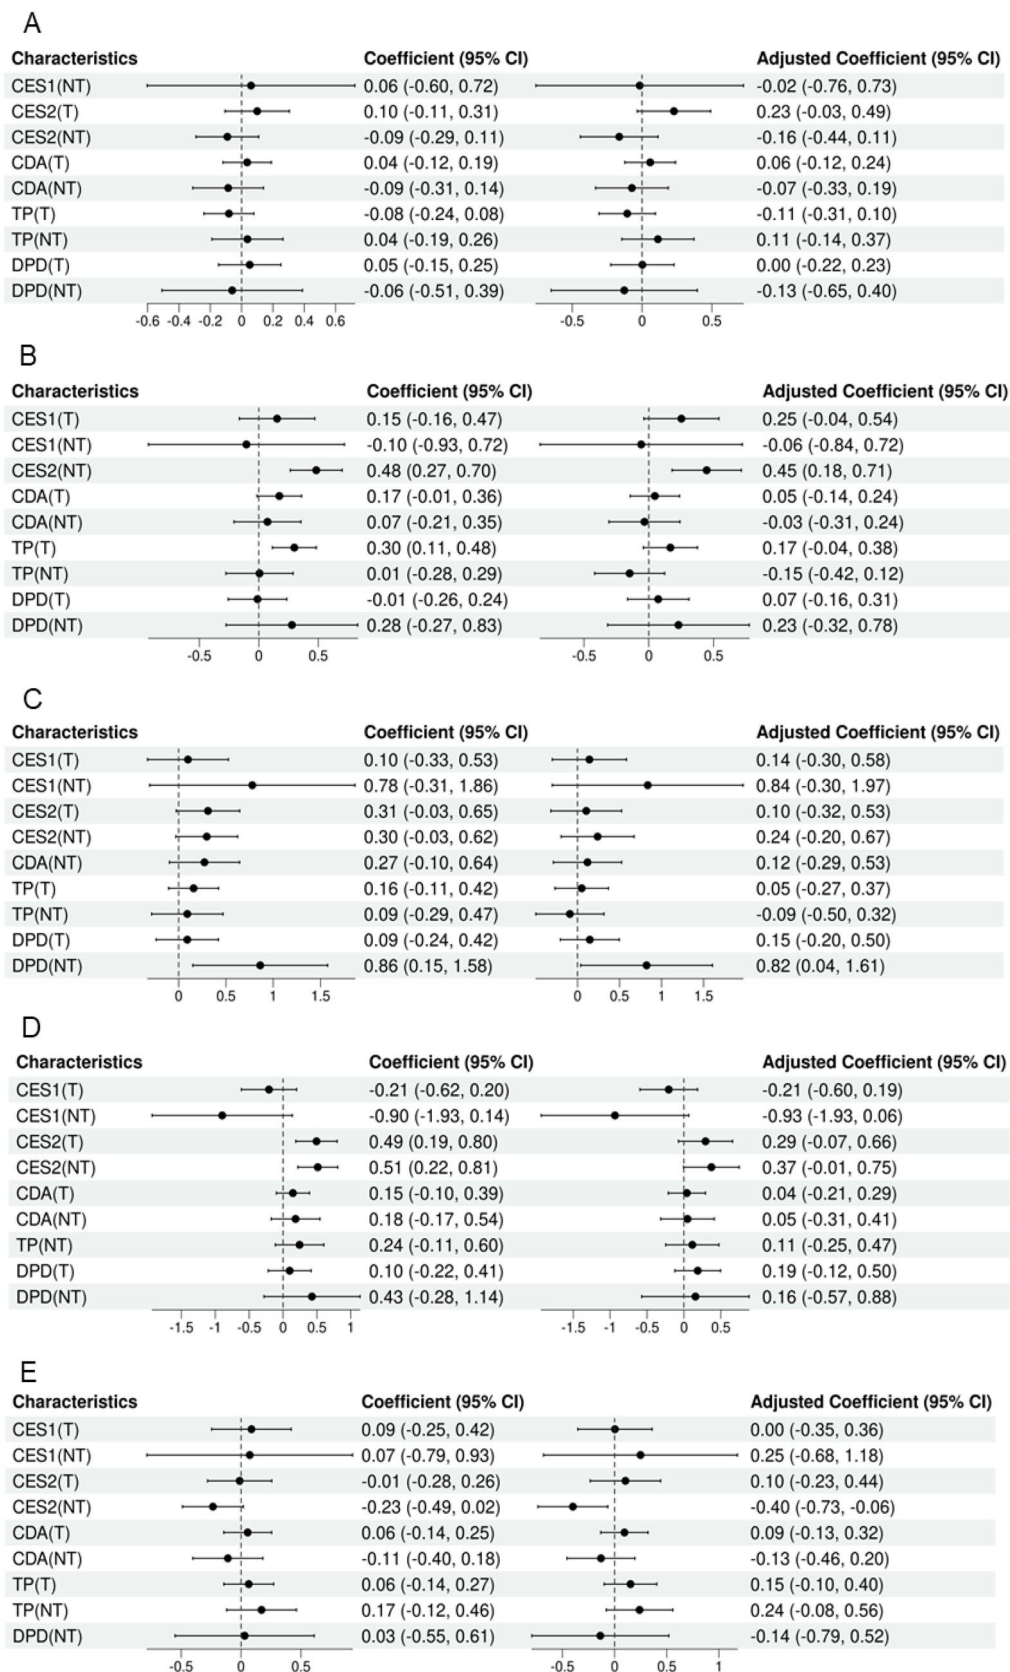 A
Characteristics Coefficient (95% CI) Adjusted Coefficient (95% CI)
CES1(NT) 0.06 (-0.60, 0.72) -0.02 (-0.76, 0.73)
CES2(T) 0.10 (-0.11, 0.31) 0.23 (-0.03, 0.49)
CES2(NT) -0.09 (-0.29, 0.11) -0.16 (-0.44, 0.11)
CDA(T) 0.04 (-0.12, 0.19) 0.06 (-0.12, 0.24)
CDA(NT) -0.09 (-0.31, 0.14) -0.07 (-0.33, 0.19)
TP(T) -0.08 (-0.24, 0.08) -0.11 (-0.31, 0.10)
TP(NT) 0.04 (-0.19, 0.26) 0.11 (-0.14, 0.37)
DPD(T) 0.05 (-0.15, 0.25) 0.00 (-0.22, 0.23)
DPD(NT) -0.06 (-0.51, 0.39) -0.13 (-0.65, 0.40)
-0.6 -0.4 -0.2 0 0.2 0.4 0.6 -0.5 0 0.5
B
Characteristics Coefficient (95% CI) Adjusted Coefficient (95% CI)
CES1(T) 0.15 (-0.16, 0.47) 0.25 (-0.04, 0.54)
CES1(NT) -0.10 (-0.93, 0.72) -0.06 (-0.84, 0.72)
CES2(NT) 0.48 (0.27, 0.70) 0.45 (0.18, 0.71)
CDA(T) 0.17 (-0.01, 0.36) 0.05 (-0.14, 0.24)
CDA(NT) 0.07 (-0.21, 0.35) -0.03 (-0.31, 0.24)
TP(T) 0.30 (0.11, 0.48) 0.17 (-0.04, 0.38)
TP(NT) 0.01 (-0.28, 0.29) -0.15 (-0.42, 0.12)
DPD(T) -0.01 (-0.26, 0.24) 0.07 (-0.16, 0.31)
DPD(NT) 0.28 (-0.27, 0.83) 0.23 (-0.32, 0.78)
-0.5 0 0.5 -0.5 0 0.5
C
Characteristics Coefficient (95% CI) Adjusted Coefficient (95% CI)
CES1(T) 0.10 (-0.33, 0.53) 0.14 (-0.30, 0.58)
CES1(NT) 0.78 (-0.31, 1.86) 0.84 (-0.30, 1.97)
CES2(T) 0.31 (-0.03, 0.65) 0.10 (-0.32, 0.53)
CES2(NT) 0.30 (-0.03, 0.62) 0.24 (-0.20, 0.67)
CDA(NT) 0.27 (-0.10, 0.64) 0.12 (-0.29, 0.53)
TP(T) 0.16 (-0.11, 0.42) 0.05 (-0.27, 0.37)
TP(NT) 0.09 (-0.29, 0.47) -0.09 (-0.50, 0.32)
DPD(T) 0.09 (-0.24, 0.42) 0.15 (-0.20, 0.50)
DPD(NT) 0.86 (0.15, 1.58) 0.82 (0.04, 1.61)
0 0.5 1 1.5 0 0.5 1 1.5
D
Characteristics Coefficient (95% CI) Adjusted Coefficient (95% CI)
CES1(T) -0.21 (-0.62, 0.20) -0.21 (-0.60, 0.19)
CES1(NT) -0.90 (-1.93, 0.14) -0.93 (-1.93, 0.06)
CES2(T) 0.49 (0.19, 0.80) 0.29 (-0.07, 0.66)
CES2(NT) 0.51 (0.22, 0.81) 0.37 (-0.01, 0.75)
CDA(T) 0.15 (-0.10, 0.39) 0.04 (-0.21, 0.29)
CDA(NT) 0.18 (-0.17, 0.54) 0.05 (-0.31, 0.41)
TP(NT) 0.24 (-0.11, 0.60) 0.11 (-0.25, 0.47)
DPD(T) 0.10 (-0.22, 0.41) 0.19 (-0.12, 0.50)
DPD(NT) 0.43 (-0.28, 1.14) 0.16 (-0.57, 0.88)
-1.5 -1 -0.5 0 0.5 1 -1.5 -1 -0.5 0 0.5
E
Characteristics Coefficient (95% CI) Adjusted Coefficient (95% CI)
CES1(T) 0.09 (-0.25, 0.42) 0.00 (-0.35, 0.36)
CES1(NT) 0.07 (-0.79, 0.93) 0.25 (-0.68, 1.18)
CES2(T) -0.01 (-0.28, 0.26) 0.10 (-0.23, 0.44)
CES2(NT) -0.23 (-0.49, 0.02) -0.40 (-0.73, -0.06)
CDA(T) 0.06 (-0.14, 0.25) 0.09 (-0.13, 0.32)
CDA(NT) -0.11 (-0.40, 0.18) -0.13 (-0.46, 0.20)
TP(T) 0.06 (-0.14, 0.27) 0.15 (-0.10, 0.40)
TP(NT) 0.17 (-0.12, 0.46) 0.24 (-0.08, 0.56)
DPD(NT) 0.03 (-0.55, 0.61) -0.14 (-0.79, 0.52)
-0.5 0 0.5 -0.5 0 0.5 1